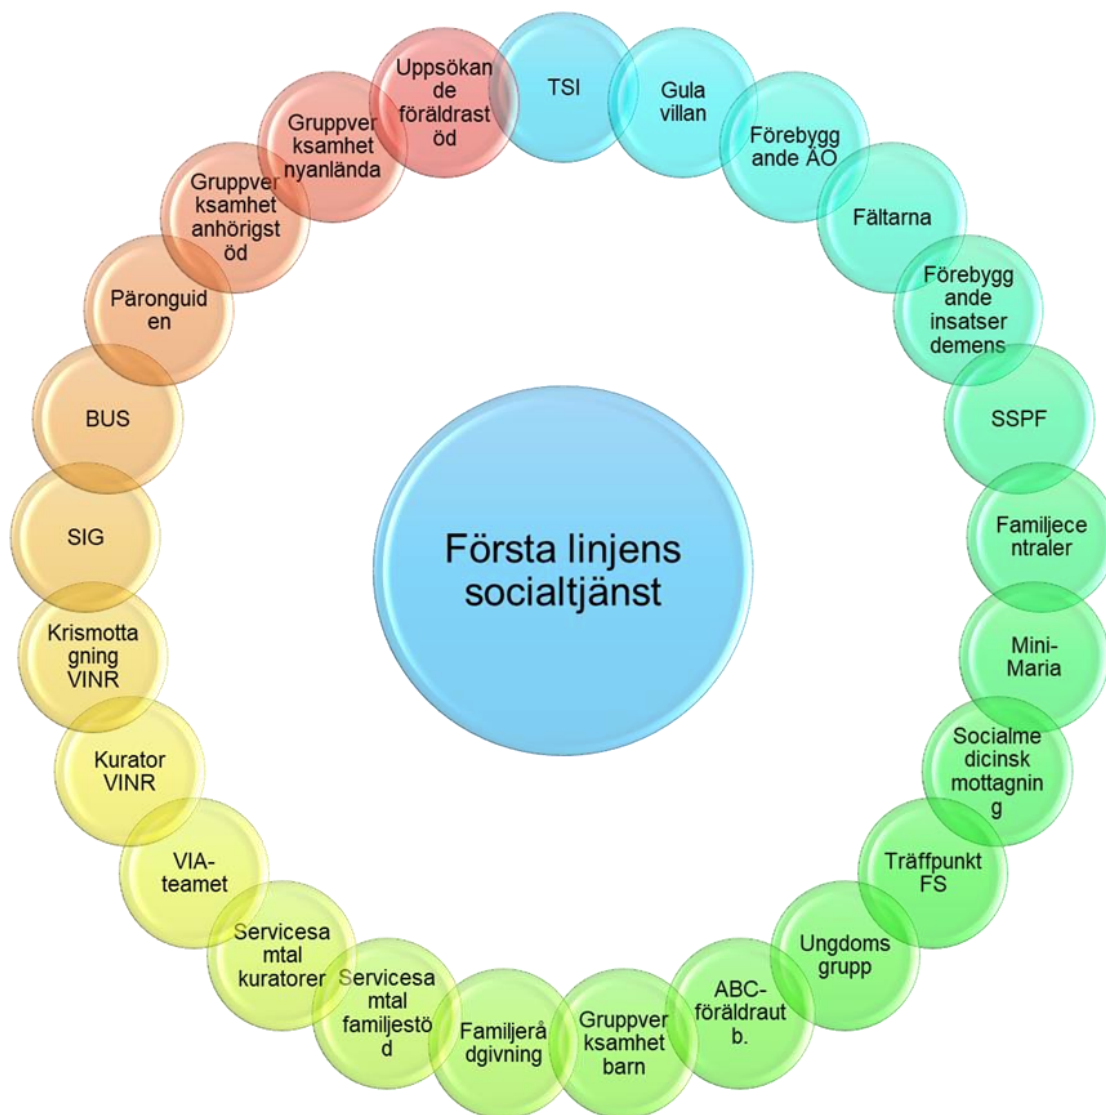 TSI
Gula
villan
Förebygg
ande ÄO
Fältarna
Förebygg
ande
insatser
demens
SSPF
Familjece
ntraler
Mini-
Maria
Socialme
dicinsk
mottagnin
g
Träffpunkt
FS
Ungdoms
grupp
ABC-
föräldraut
b.
Gruppver
ksamhet
barn
Familjerå
dgivning
Servicesa
mtal
familjestö
d
Servicesa
mtal
kuratorer
VIA-
teamet
Kurator
VINR
Krismotta
gning
VINR
SIG
BUS
Päronguid
en
Gruppver
ksamhet
anhörigst
öd
Gruppver
ksamhet
nyanlända
Uppsökan
de
föräldrast
öd
Första linjens
socialtjänst